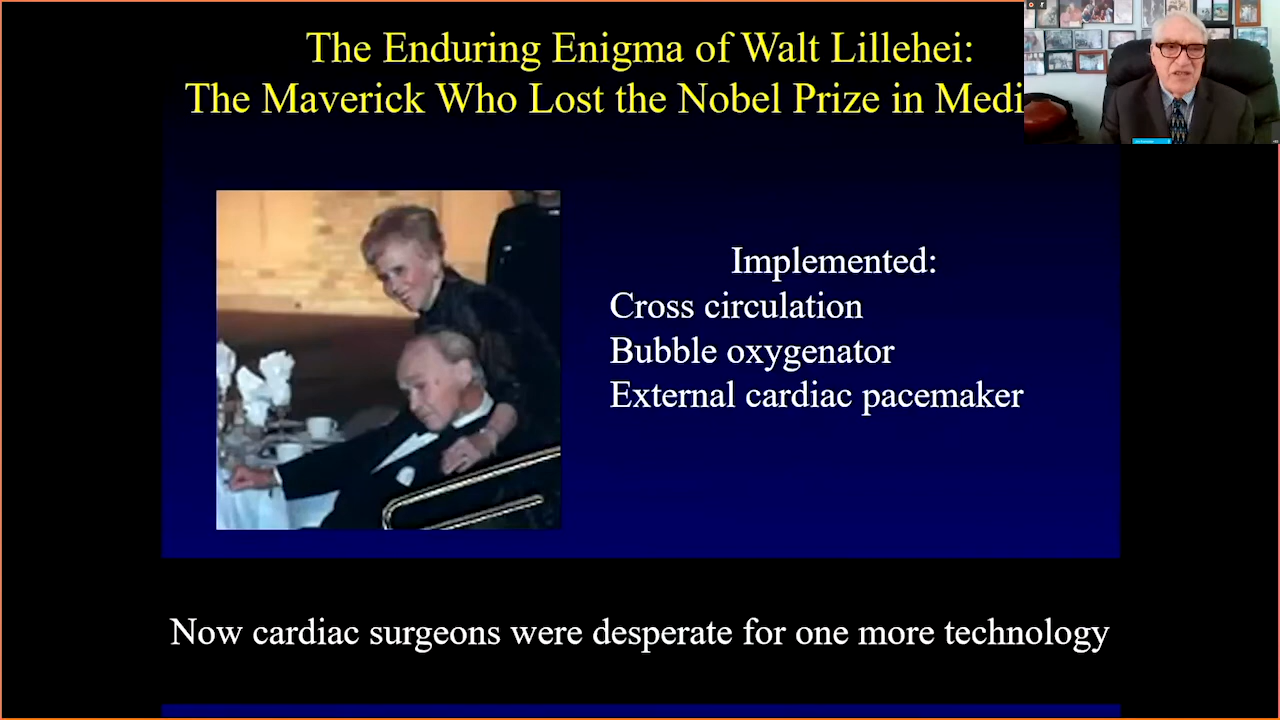 The Enduring Enigma of Walt Lillehei:
The Maverick Who Lost the Nobel Prize in Medi
Implemented:
Cross circulation
Bubble oxygenator
External cardiac pacemaker
Now cardiac surgeons were desperate for one more technology